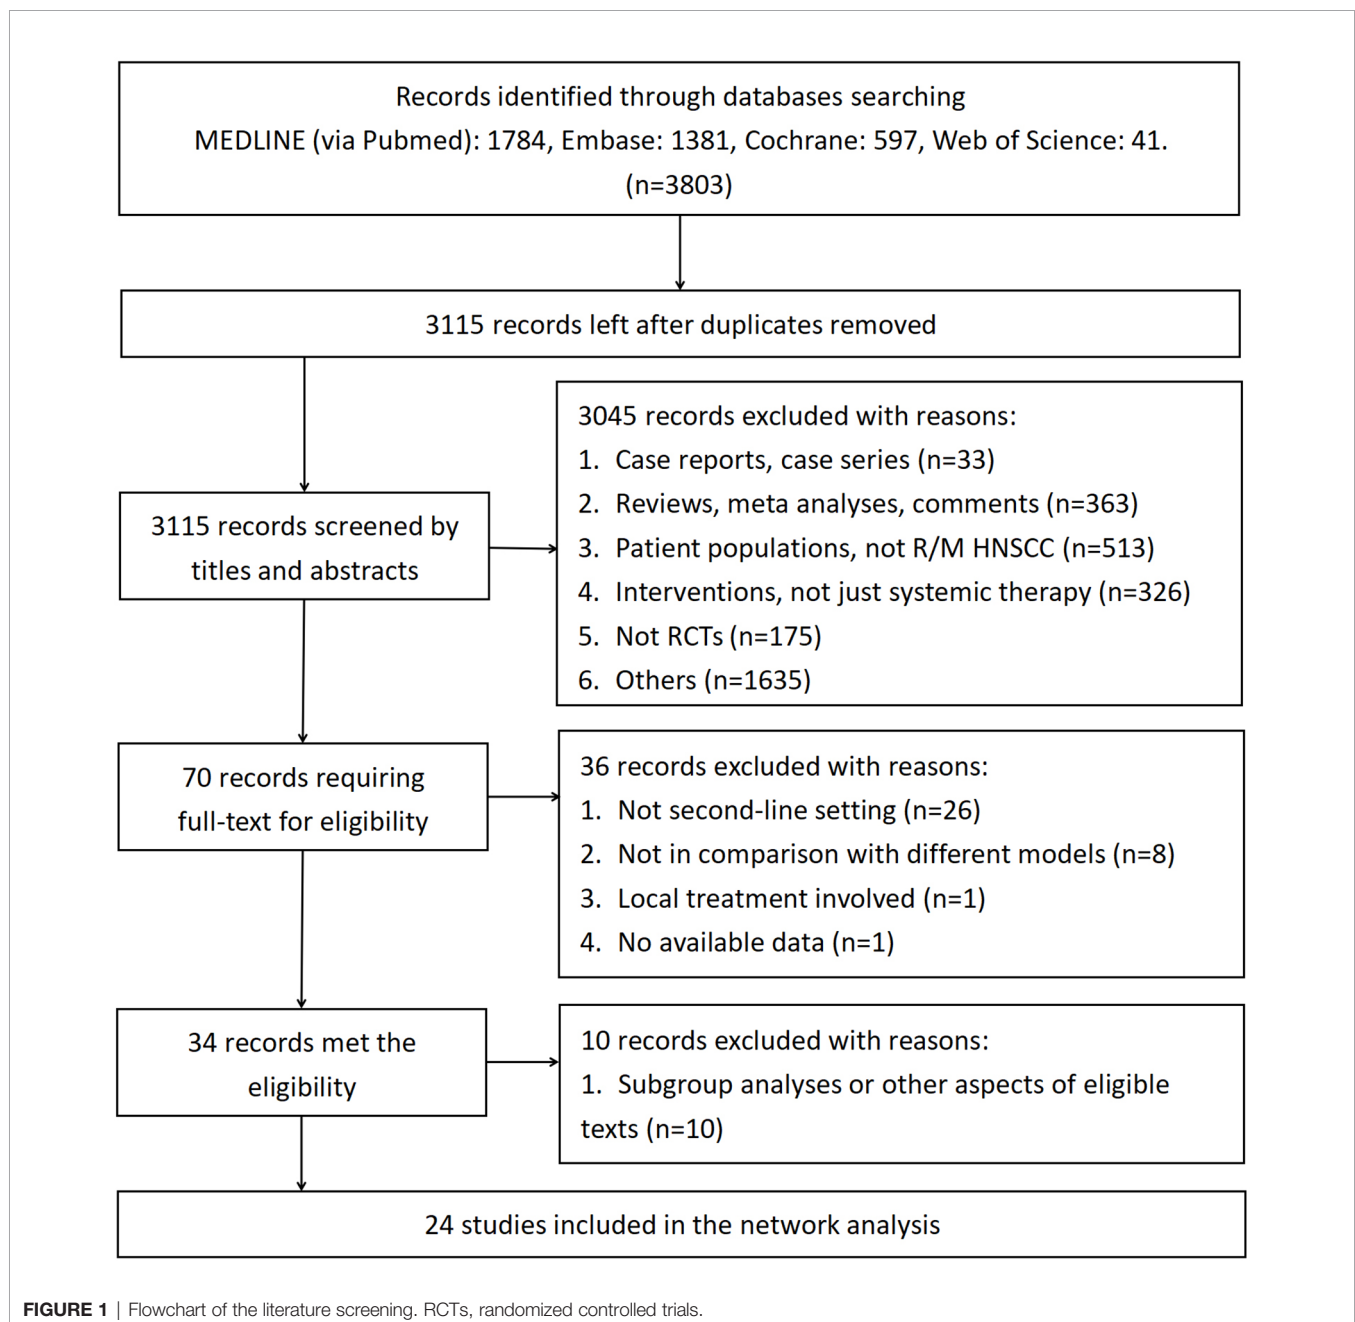 Records identified through databases searching
MEDLINE (via Pubmed): 1784, Embase: 1381, Cochrane: 597, Web of Science: 41.
(n=3803)
3115 records left after duplicates removed
3115 records screened by
titles and abstracts
3045 records excluded with reasons:
1. Case reports, case series (n=33)
2. Reviews, meta analyses, comments (n=363)
3. Patient populations, not R/M HNSCC (n=513)
4. Interventions, not just systemic therapy (n=326)
5. Not RCTs (n=175)
6. Others (n=1635)
70 records requiring
full-text for eligibility
36 records excluded with reasons:
1. Not second-line setting (n=26)
2. Not in comparison with different models (n=8)
3. Local treatment involved (n=1)
4. No available data (n=1)
34 records met the
eligibility
10 records excluded with reasons:
1. Subgroup analyses or other aspects of eligible
texts (n=10)
24 studies included in the network analysis
FIGURE 1 | Flowchart of the literature screening. RCTs, randomized controlled trials.